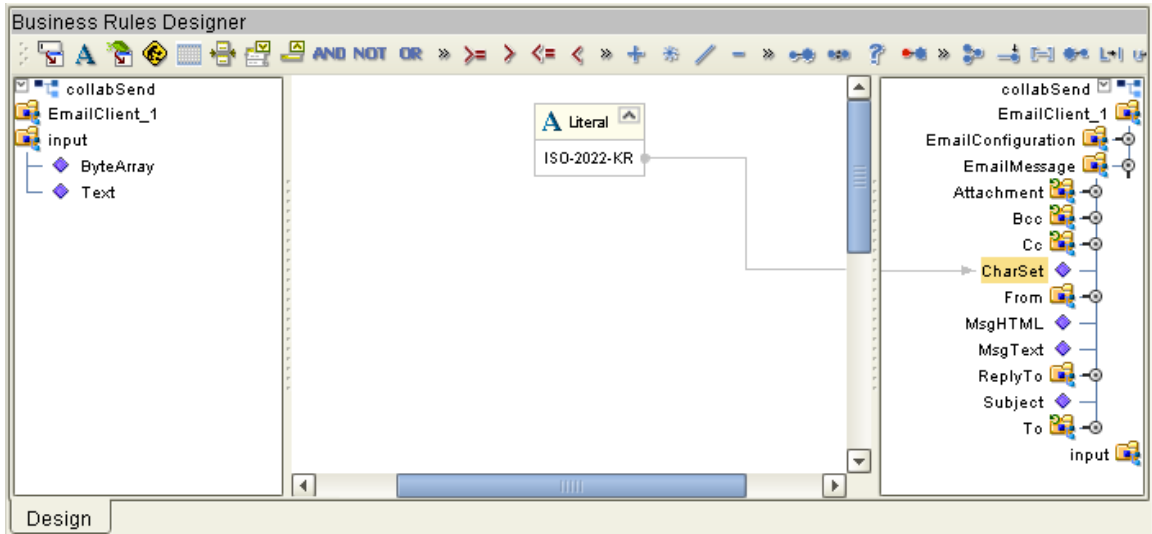 Business Rules Designer
A AND NOT OR » >= > <= < » + * / - » ? » »
collabSend
EmailClient_1
input
ByteArray
Text
A Literal
ISO-2022-KR
collabSend
EmailClient_1
EmailConfiguration
EmailMessage
Attachment
Bcc
Cc
CharSet
From
MsgHTML
MsgText
ReplyTo
Subject
To
input
Design